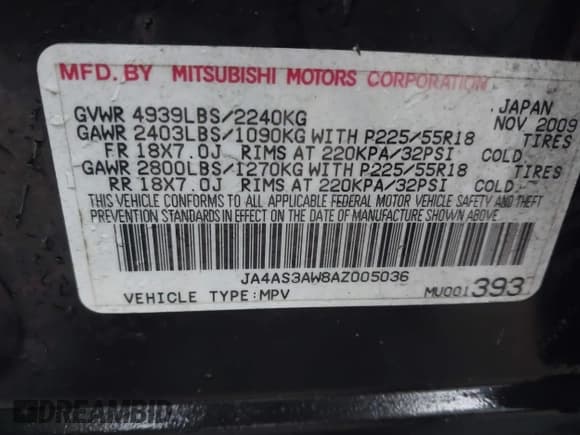 MFD. BY MITSUBISHI MOTORS CORPORATION
JAPAN
GVWR 4939LBS/2240KG NOV 2009
GAWR 2403LBS/1090KG WITH P225/55R18 TIRES
FR 18X7.0J RIMS AT 220KPA/32PSI COLD
GAWR 2800LBS/1270KG WITH P225/55R18 TIRES
RR 18X7.0J RIMS AT 220KPA/32PSI COLD
THIS VEHICLE CONFORMS TO ALL APPLICABLE FEDERAL MOTOR VEHICLE SAFETY AND THEFT
PREVENTION STANDARDS IN EFFECT ON THE DATE OF MANUFACTURE SHOWN ABOVE.
JA4AS3AW8AZ005036
VEHICLE TYPE:MPV MU001393
DREAMBID